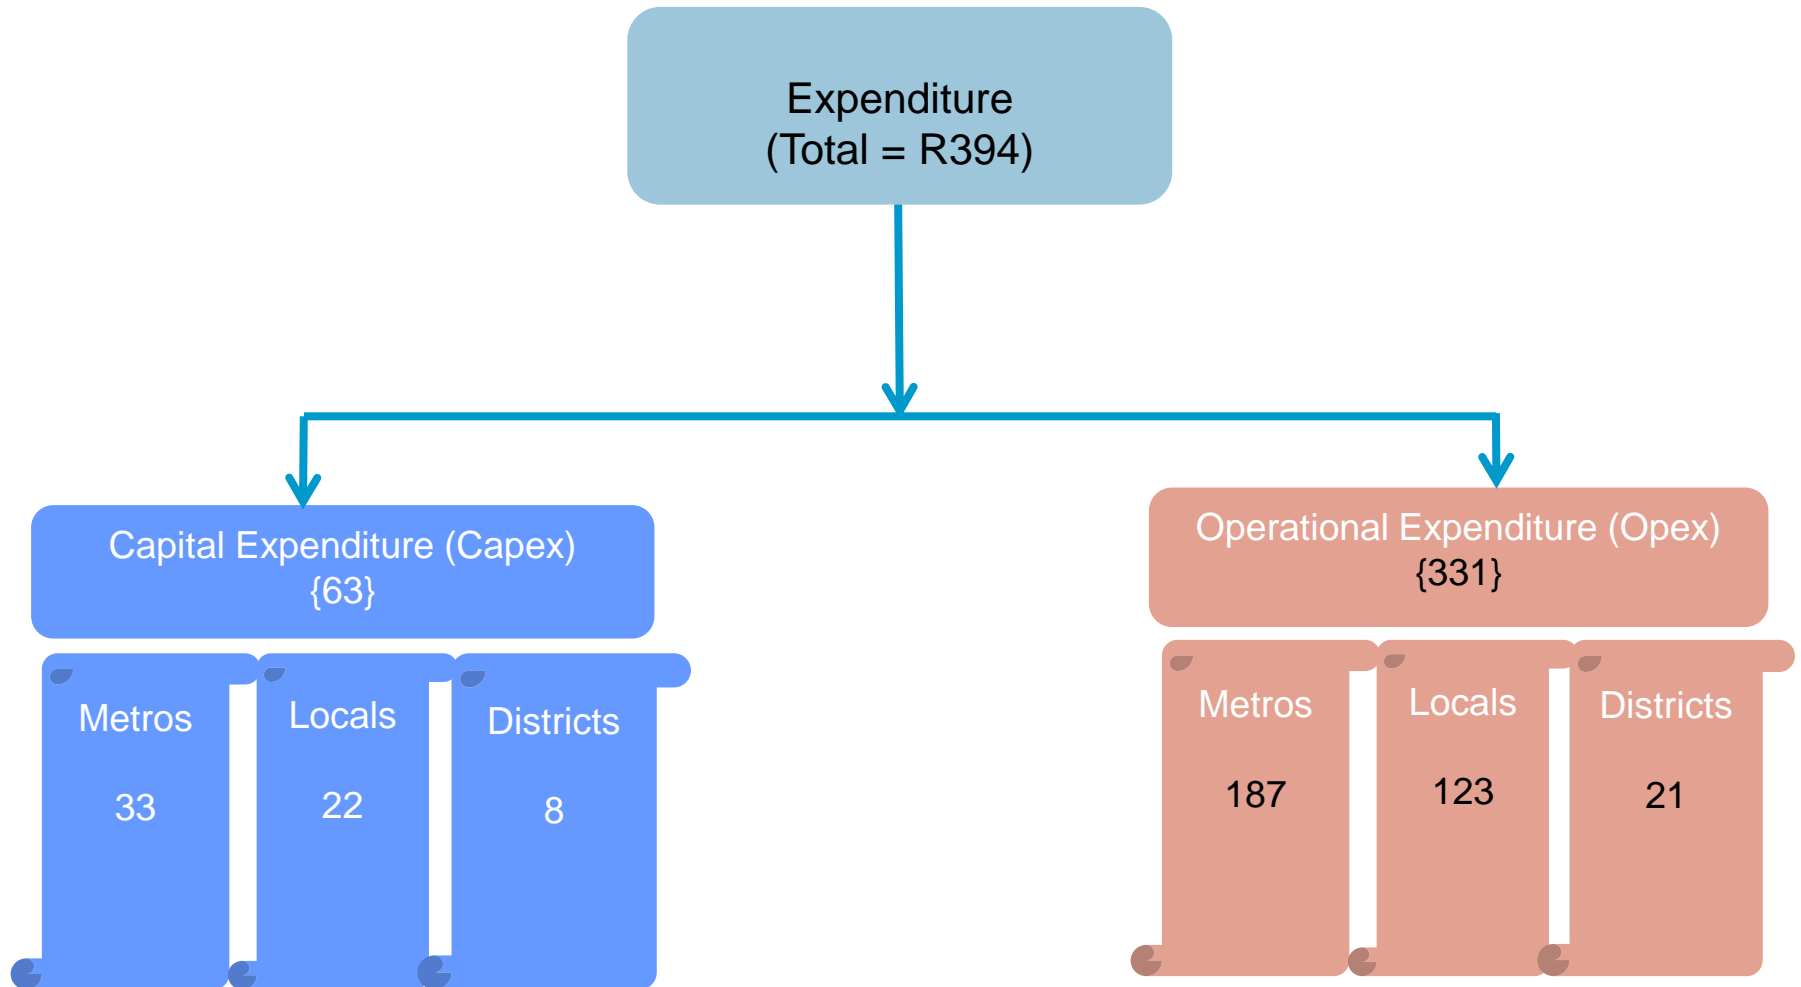 Expenditure
(Total = R394)
Capital Expenditure (Capex)
{63}
Metros
33
Locals
22
Districts
8
Operational Expenditure (Opex)
{331}
Metros
187
Locals
123
Districts
21